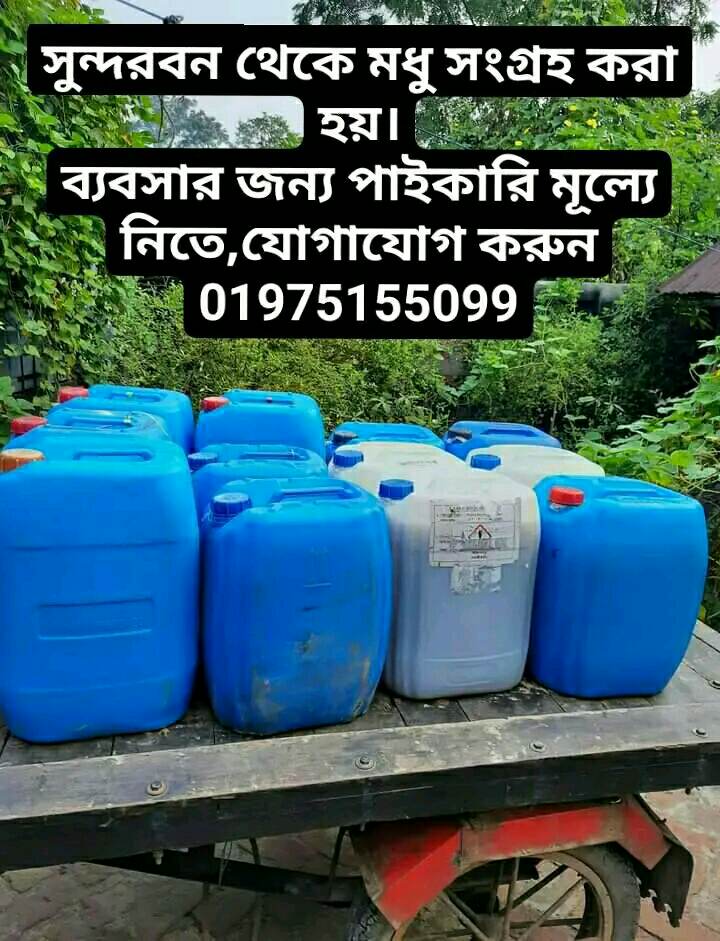 সুন্দরবন থেকে মধু সংগ্রহ করা
হয়।
ব্যবসার জন্য পাইকারি মূল্যে
নিতে,যোগাযোগ করুন
01975155099